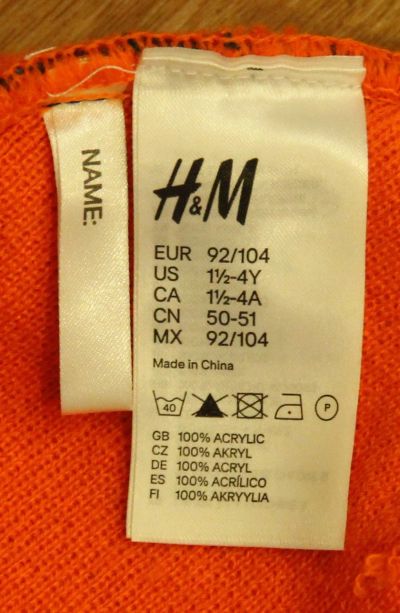 NAME:
H&M
EUR 92/104
US 1½-4Y
CA 1½-4A
CN 50-51
MX 92/104
Made in China
40 P
GB 100% ACRYLIC
CZ 100% AKRYL
DE 100% ACRYL
ES 100% ACRÍLICO
FI 100% AKRYYLIA